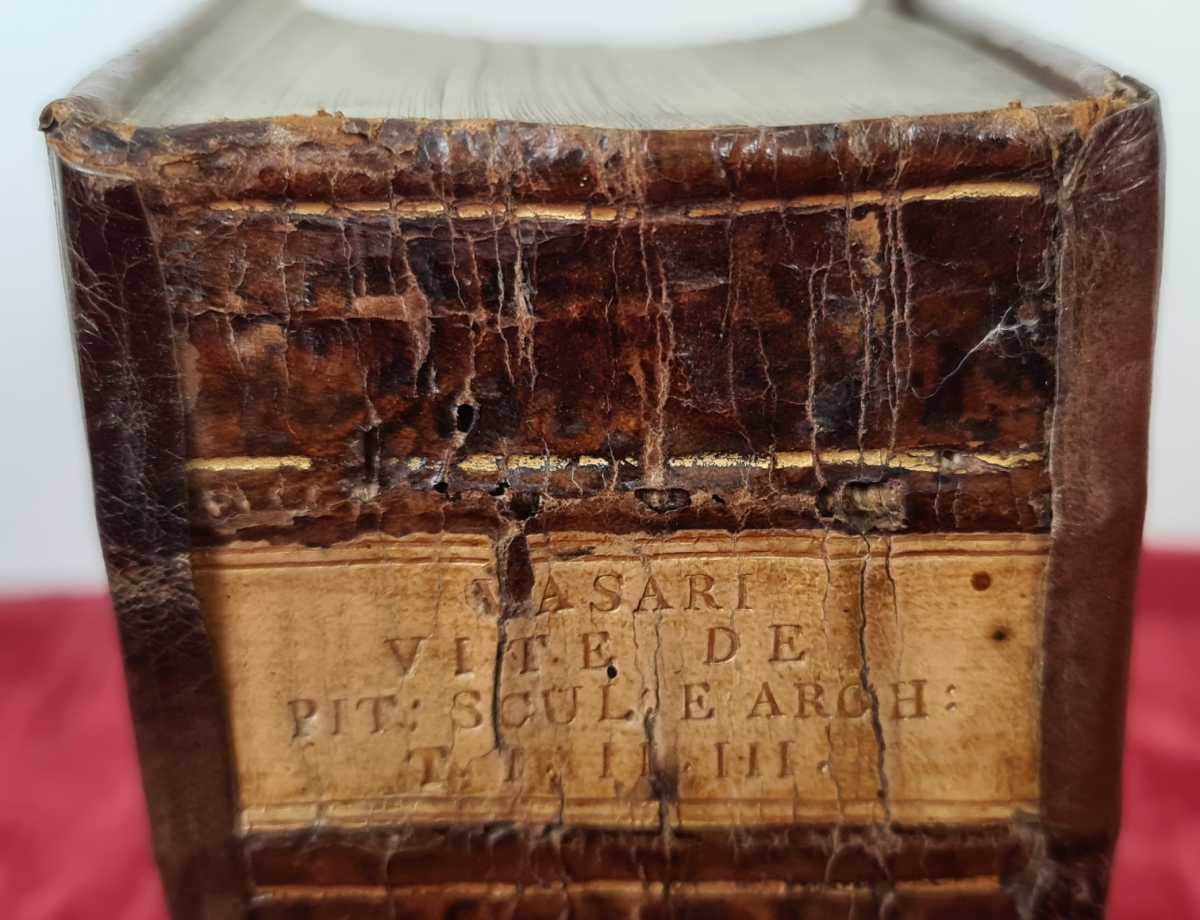 VASARI
VITE DE
PIT: SCUL: E ARCH:
T. I. II. III.